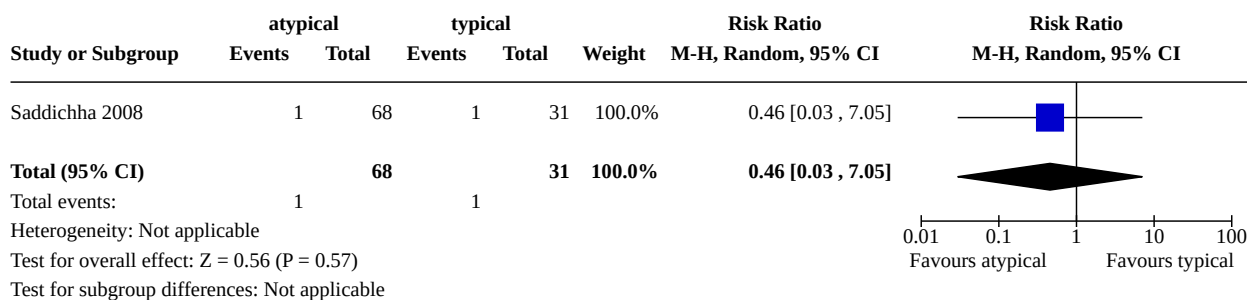 atypical typical Risk Ratio Risk Ratio
Study or Subgroup Events Total Events Total Weight M-H, Random, 95% CI M-H, Random, 95% CI
Saddichha 2008 1 68 1 31 100.0% 0.46 [0.03 , 7.05]
Total (95% CI) 68 31 100.0% 0.46 [0.03 , 7.05]
Total events: 1 1
Heterogeneity: Not applicable
0.01 0.1 1 10 100
Test for overall effect: Z = 0.56 (P = 0.57)
Favours atypical Favours typical
Test for subgroup differences: Not applicable